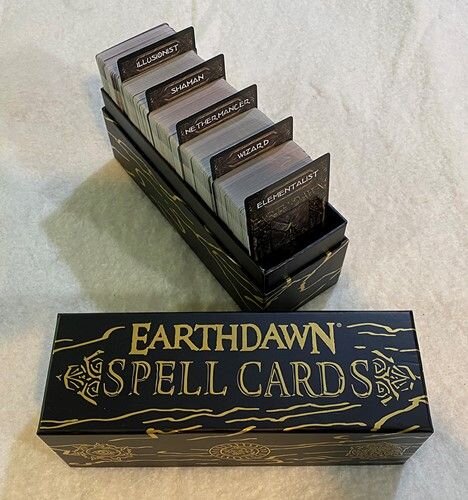 ILLUSIONIST
SHAMAN
NETHERMANCER
WIZARD
ELEMENTALIST
EARTHDAWN®
SPELL CARDS